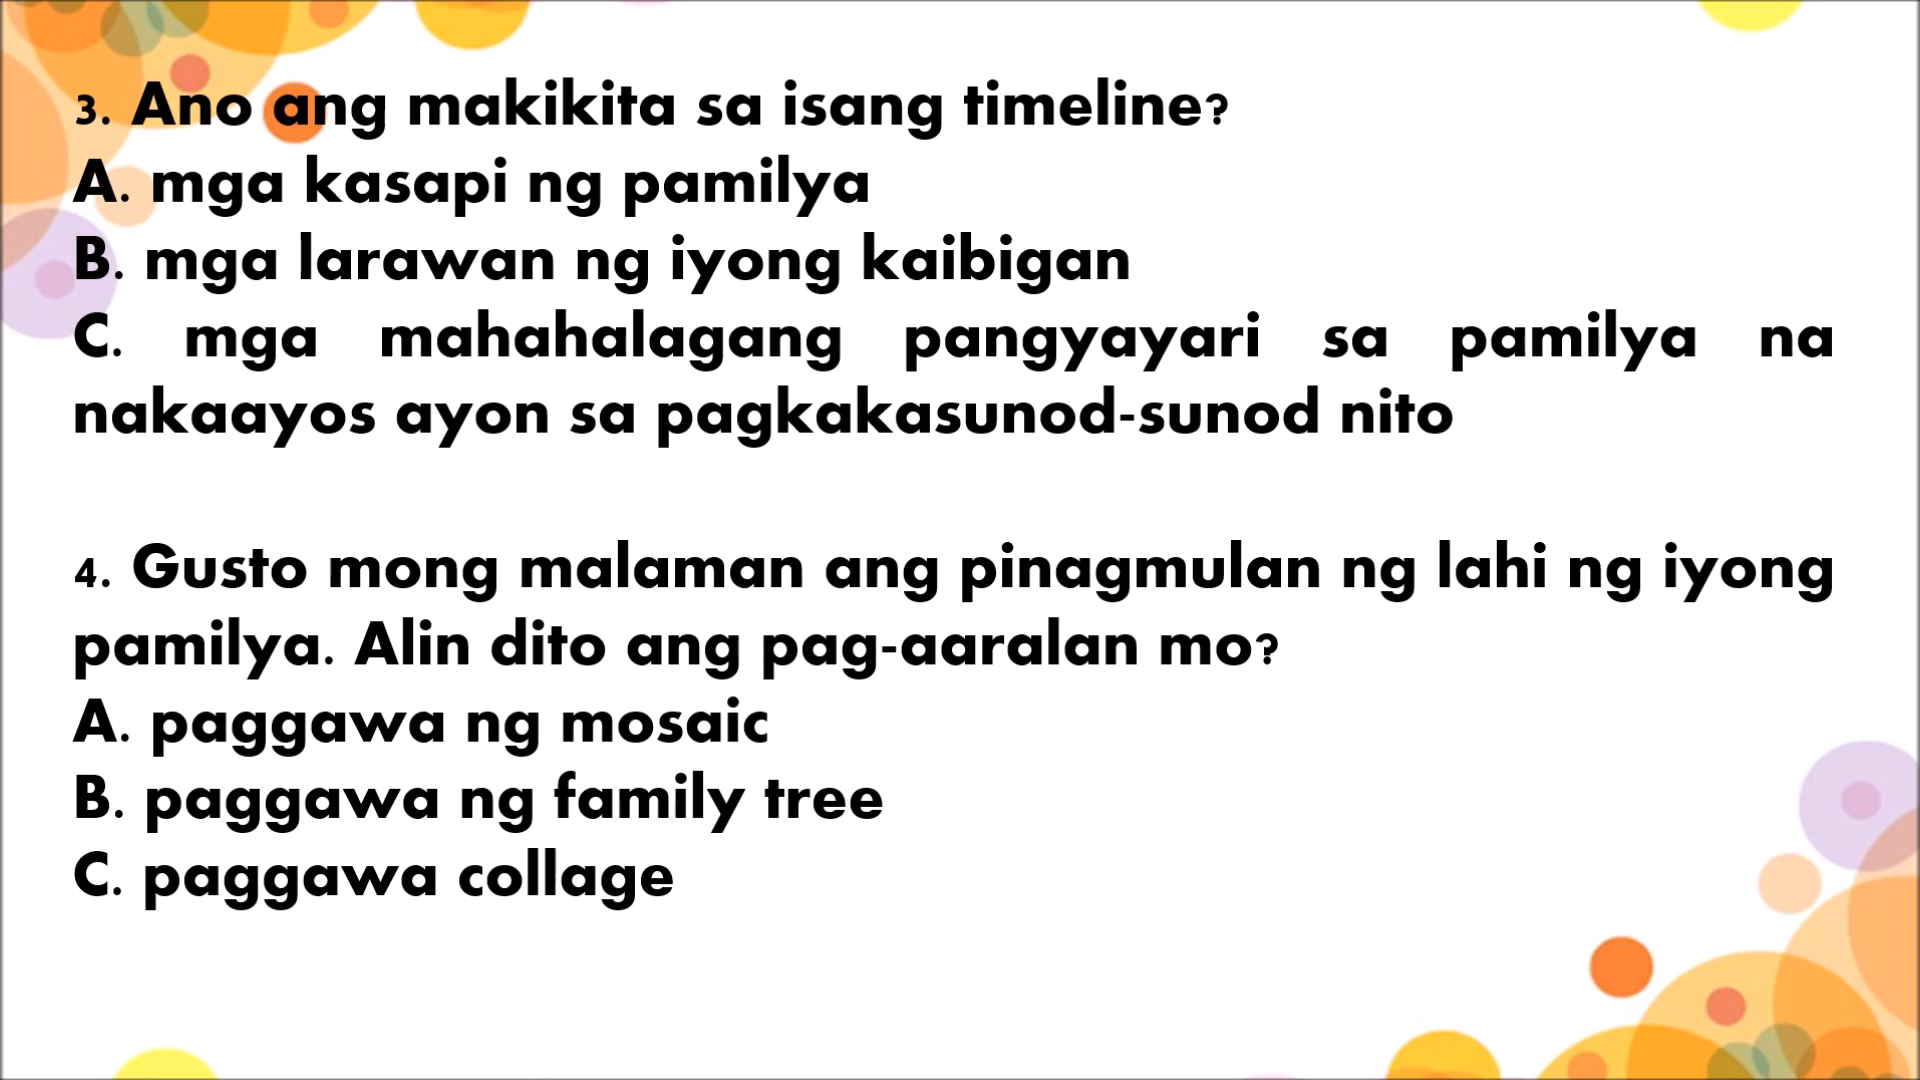 3. Ano ang makikita sa isang timeline?
A. mga kasapi ng pamilya
B. mga larawan ng iyong kaibigan
C. mga mahahalagang pangyayari sa pamilya na
nakaayos ayon sa pagkakasunod-sunod nito
4. Gusto mong malaman ang pinagmulan ng lahi ng iyong
pamilya. Alin dito ang pag-aaralan mo?
A. paggawa ng mosaic
B. paggawa ng family tree
C. paggawa collage